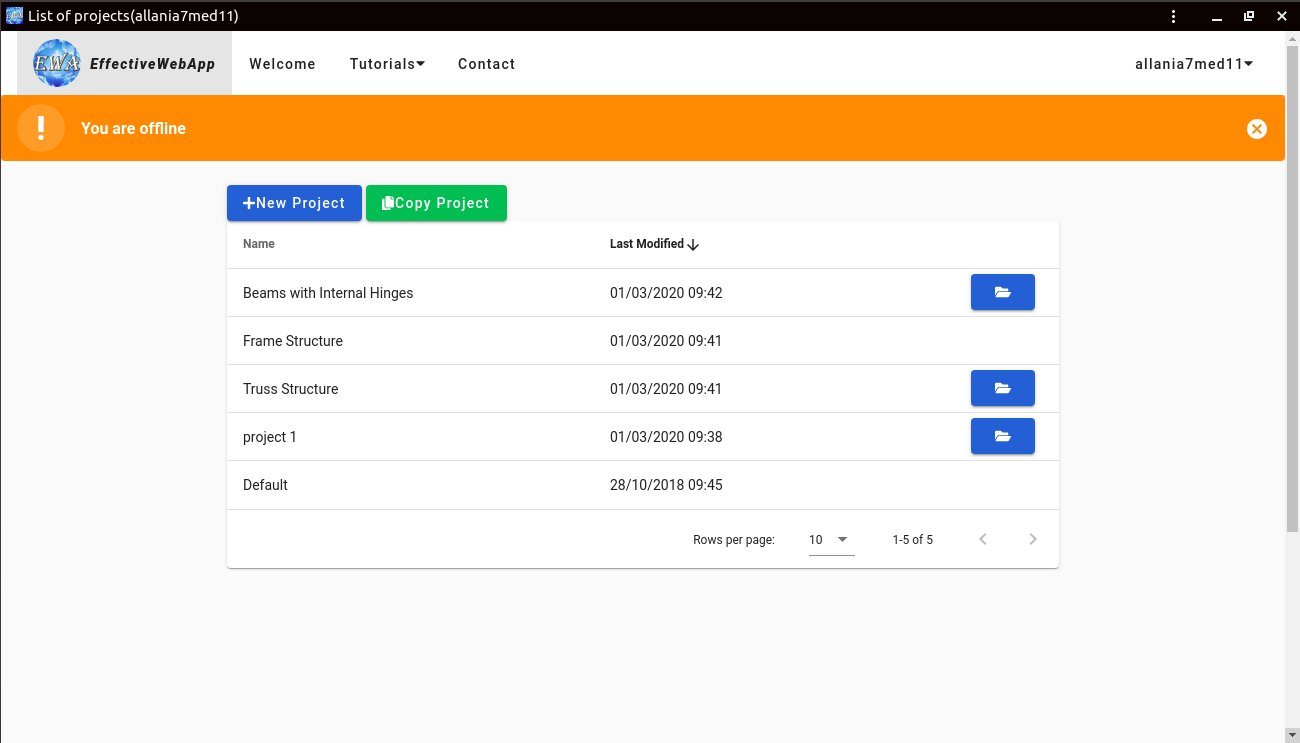 List of projects(allania7med11)
EWA EffectiveWebApp Welcome Tutorials Contact allania7med11
You are offline
New Project Copy Project
Name Last Modified
Beams with Internal Hinges 01/03/2020 09:42
Frame Structure 01/03/2020 09:41
Truss Structure 01/03/2020 09:41
project 1 01/03/2020 09:38
Default 28/10/2018 09:45
Rows per page: 10 1-5 of 5